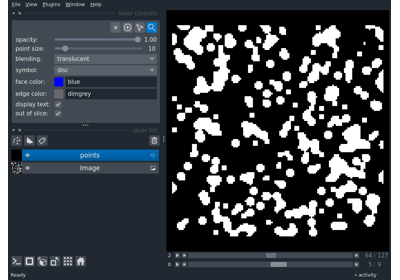 File View Plugins Window Help
layer controls
opacity: 1.00
point size: 10
blending: translucent
symbol: disc
face color: blue
edge color: dimgrey
display text:
out of slice:
layer list
points
Image
2 64 127
0 5 9
Ready activity